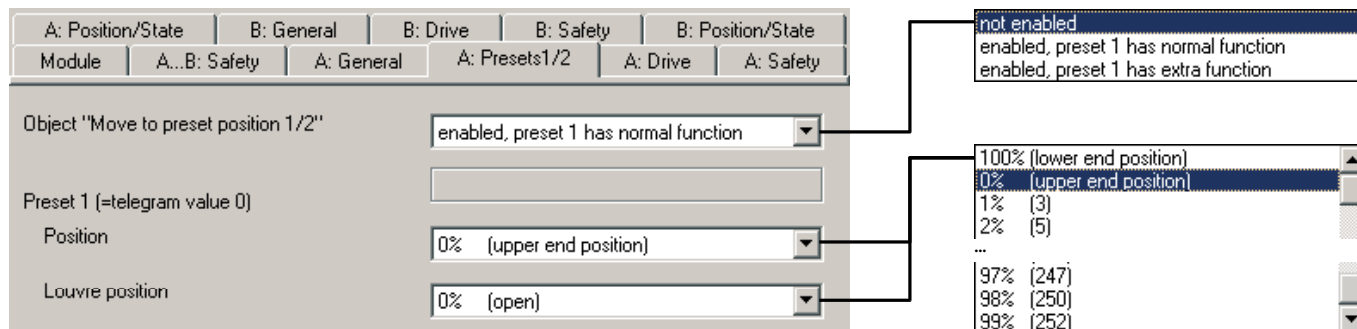 A: Position/State B: General B: Drive B: Safety B: Position/State
Module A...B: Safety A: General A: Presets1/2 A: Drive A: Safety
Object "Move to preset position 1/2"
enabled, preset 1 has normal function
Preset 1 (=telegram value 0)
Position
0% (upper end position)
Louvre position
0% (open)
not enabled
enabled, preset 1 has normal function
enabled, preset 1 has extra function
100% (lower end position)
0% (upper end position)
1% (3)
2% (5)
...
97% (247)
98% (250)
99% (252)